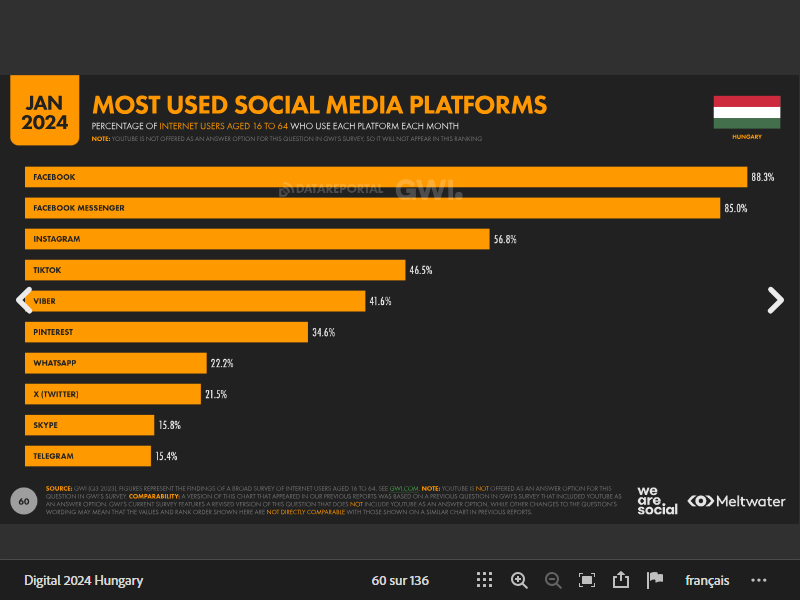 JAN
2024
MOST USED SOCIAL MEDIA PLATFORMS
PERCENTAGE OF INTERNET USERS AGED 16 TO 64 WHO USE EACH PLATFORM EACH MONTH
NOTE: YOUTUBE IS NOT OFFERED AS AN ANSWER OPTION FOR THIS QUESTION IN GWI'S SURVEY, SO IT WILL NOT APPEAR IN THIS RANKING
HUNGARY
FACEBOOK 88.3%
DATAREPORTAL GWI.
FACEBOOK MESSENGER 85.0%
INSTAGRAM 56.8%
TIKTOK 46.5%
VIBER 41.6%
PINTEREST 34.6%
WHATSAPP 22.2%
X (TWITTER) 21.5%
SKYPE 15.8%
TELEGRAM 15.4%
60
SOURCE: GWI (Q3 2023). FIGURES REPRESENT THE FINDINGS OF A BROAD SURVEY OF INTERNET USERS AGED 16 TO 64. SEE GWI.COM. NOTE: YOUTUBE IS NOT OFFERED AS AN ANSWER OPTION FOR THIS
QUESTION IN GWI'S SURVEY. COMPARABILITY: A VERSION OF THIS CHART THAT APPEARED IN OUR PREVIOUS REPORTS WAS BASED ON A PREVIOUS QUESTION IN GWI'S SURVEY THAT INCLUDED YOUTUBE AS
AN ANSWER OPTION. GWI'S CURRENT SURVEY FEATURES A REVISED VERSION OF THIS QUESTION THAT DOES NOT INCLUDE YOUTUBE AS AN ANSWER OPTION, WHILE OTHER CHANGES TO THE QUESTION'S
WORDING MAY MEAN THAT THE VALUES AND RANK ORDER SHOWN HERE ARE NOT DIRECTLY COMPARABLE WITH THOSE SHOWN ON A SIMILAR CHART IN PREVIOUS REPORTS.
we
are.
social
Meltwater
Digital 2024 Hungary
60 sur 136
français